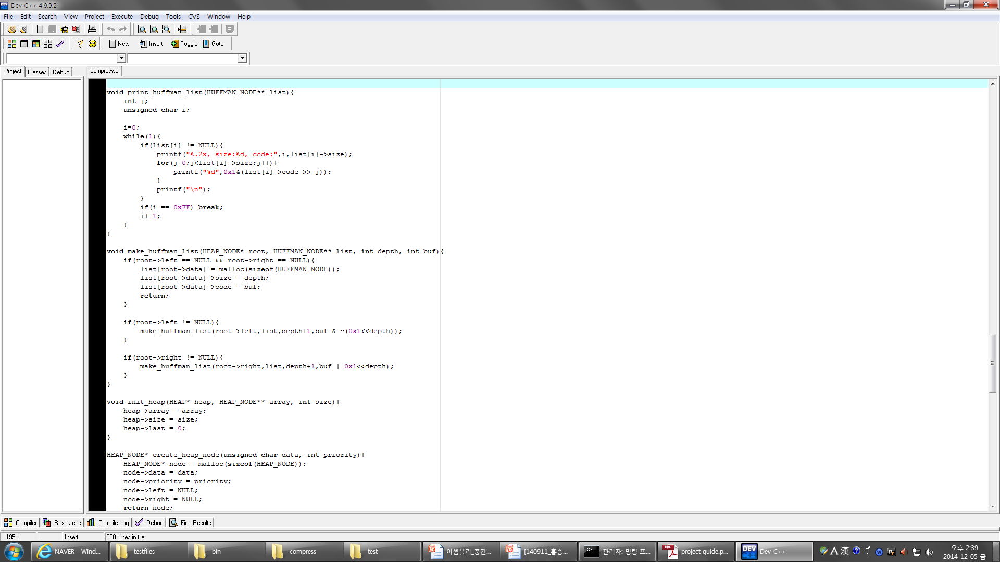 Dev-C++ 4.9.9.2
File Edit Search View Project Execute Debug Tools CVS Window Help
New Insert Toggle Goto
Project Classes Debug
compress.c
void print_huffman_list(HUFFMAN_NODE** list){
    int j;
    unsigned char i;

    i=0;
    while(1){
        if(list[i] != NULL){
            printf("%.2x, size:%d, code:",i,list[i]->size);
            for(j=0;j<list[i]->size;j++){
                printf("%d",0x1&(list[i]->code >> j));
            }
            printf("\n");
        }
        if(i == 0xFF) break;
        i+=1;
    }
}

void make_huffman_list(HEAP_NODE* root, HUFFMAN_NODE** list, int depth, int buf){
    if(root->left == NULL && root->right == NULL){
        list[root->data] = malloc(sizeof(HUFFMAN_NODE));
        list[root->data]->size = depth;
        list[root->data]->code = buf;
        return;
    }

    if(root->left != NULL){
        make_huffman_list(root->left,list,depth+1,buf & ~(0x1<<depth));
    }

    if(root->right != NULL){
        make_huffman_list(root->right,list,depth+1,buf | 0x1<<depth);
    }
}

void init_heap(HEAP* heap, HEAP_NODE** array, int size){
    heap->array = array;
    heap->size = size;
    heap->last = 0;
}

HEAP_NODE* create_heap_node(unsigned char data, int priority){
    HEAP_NODE* node = malloc(sizeof(HEAP_NODE));
    node->data = data;
    node->priority = priority;
    node->left = NULL;
    node->right = NULL;
    return node;
Compiler Resources Compile Log Debug Find Results
195: 1 Insert 328 Lines in file
NAVER - Wind... testfiles bin compress test 어셈블리_중간... [140911_홍승... 관리자: 명령 프... project guide.p... Dev-C++ A 漢 오후 2:39
2014-12-05 금